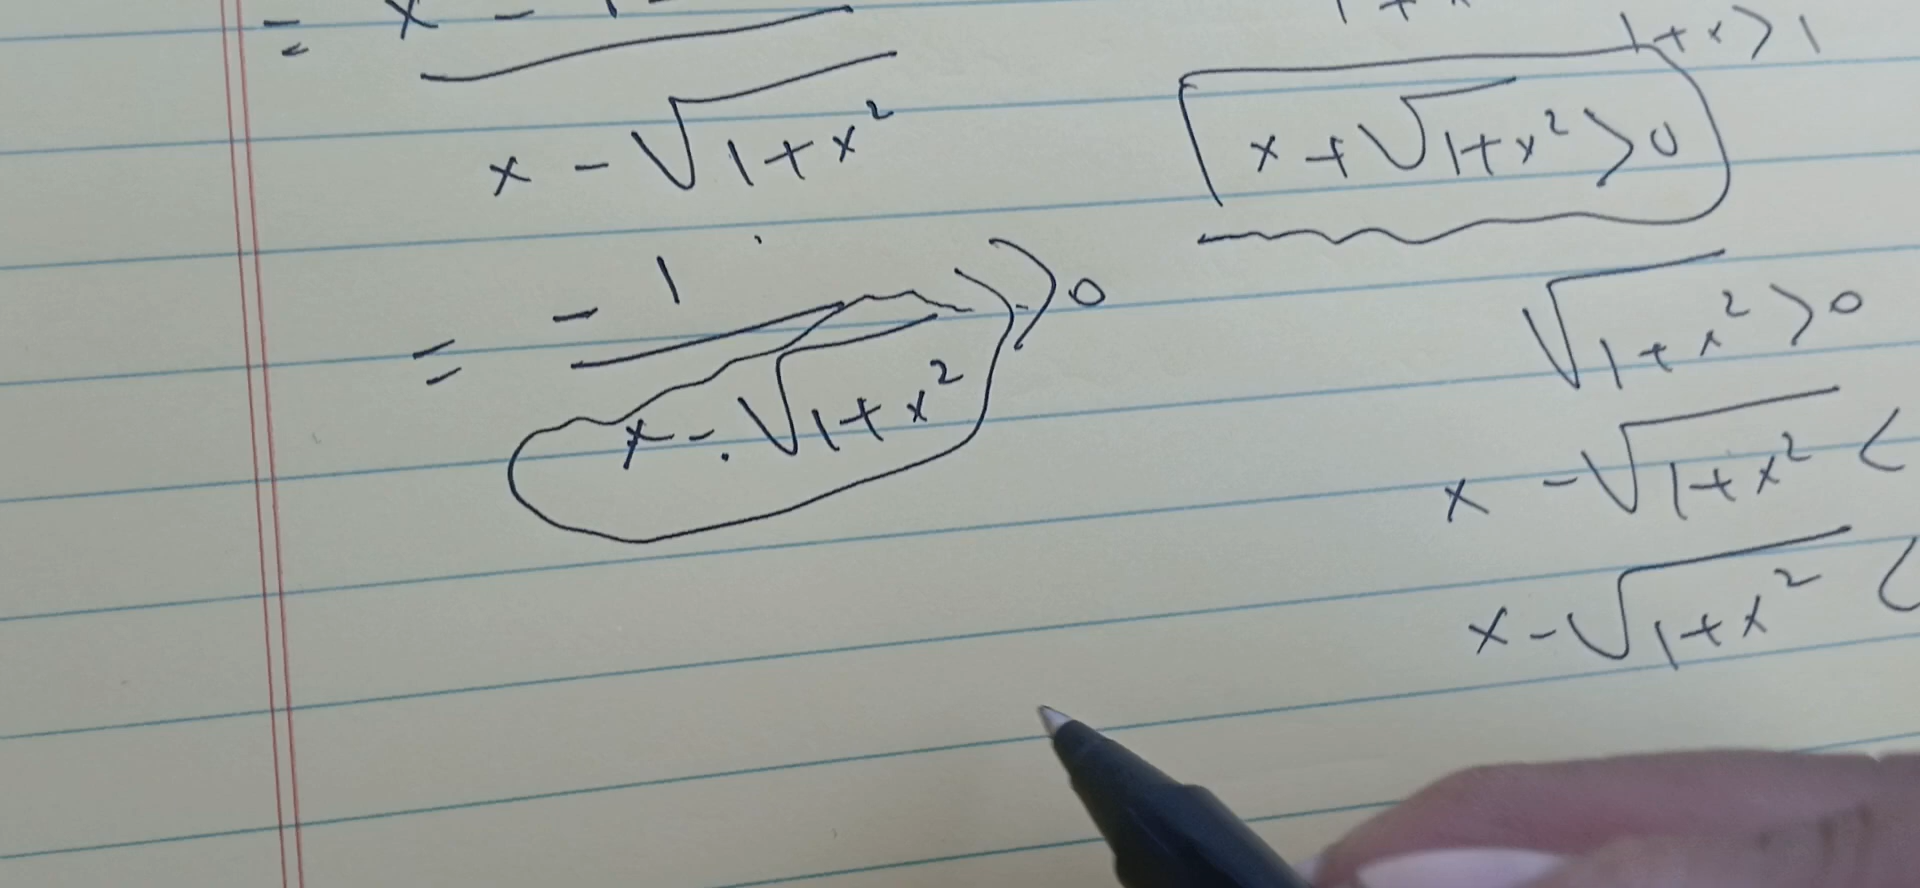 = x -
1 + x > 1
x - √1+x²
x + √1+x² > 0
= -1 / x - √1+x² > 0
√1+x² > 0
x - √1+x² <
x - √1+x² <